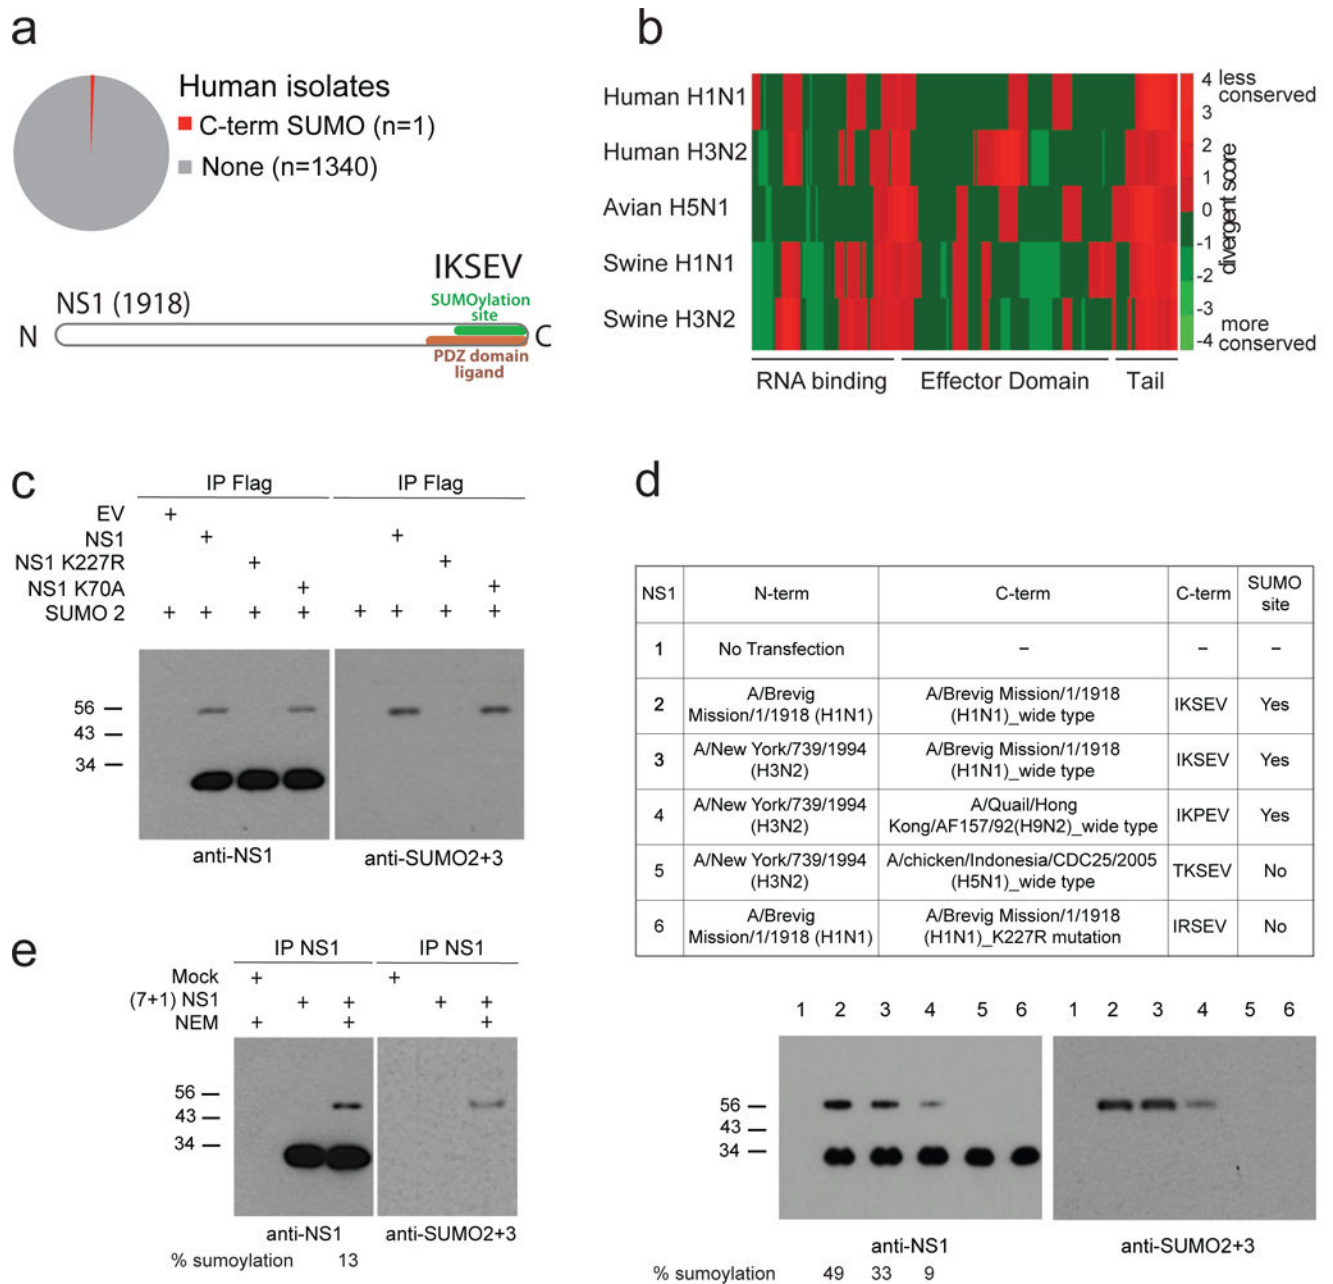 a
Human isolates
C-term SUMO (n=1)
None (n=1340)
IKSEV
SUMOylation
site
NS1 (1918)
N
C
PDZ domain
ligand
b
Human H1N1
Human H3N2
Avian H5N1
Swine H1N1
Swine H3N2
4
3
2
1
0
-1
-2
-3
-4
less
conserved
divergent score
more
conserved
RNA binding
Effector Domain
Tail
c
IP Flag
IP Flag
EV +
NS1 + +
NS1 K227R + +
NS1 K70A + +
SUMO 2 + + + + + + + +
56
43
34
anti-NS1
anti-SUMO2+3
d
NS1 N-term C-term C-term SUMO site
1 No Transfection – – –
2 A/Brevig Mission/1/1918 (H1N1) A/Brevig Mission/1/1918 (H1N1)_wide type IKSEV Yes
3 A/New York/739/1994 (H3N2) A/Brevig Mission/1/1918 (H1N1)_wide type IKSEV Yes
4 A/New York/739/1994 (H3N2) A/Quail/Hong Kong/AF157/92(H9N2)_wide type IKPEV Yes
5 A/New York/739/1994 (H3N2) A/chicken/Indonesia/CDC25/2005 (H5N1)_wide type TKSEV No
6 A/Brevig Mission/1/1918 (H1N1) A/Brevig Mission/1/1918 (H1N1)_K227R mutation IRSEV No
1 2 3 4 5 6
1 2 3 4 5 6
56
43
34
anti-NS1
anti-SUMO2+3
% sumoylation 49 33 9
e
IP NS1
IP NS1
Mock + +
(7+1) NS1 + + + +
NEM + + +
56
43
34
anti-NS1
anti-SUMO2+3
% sumoylation 13